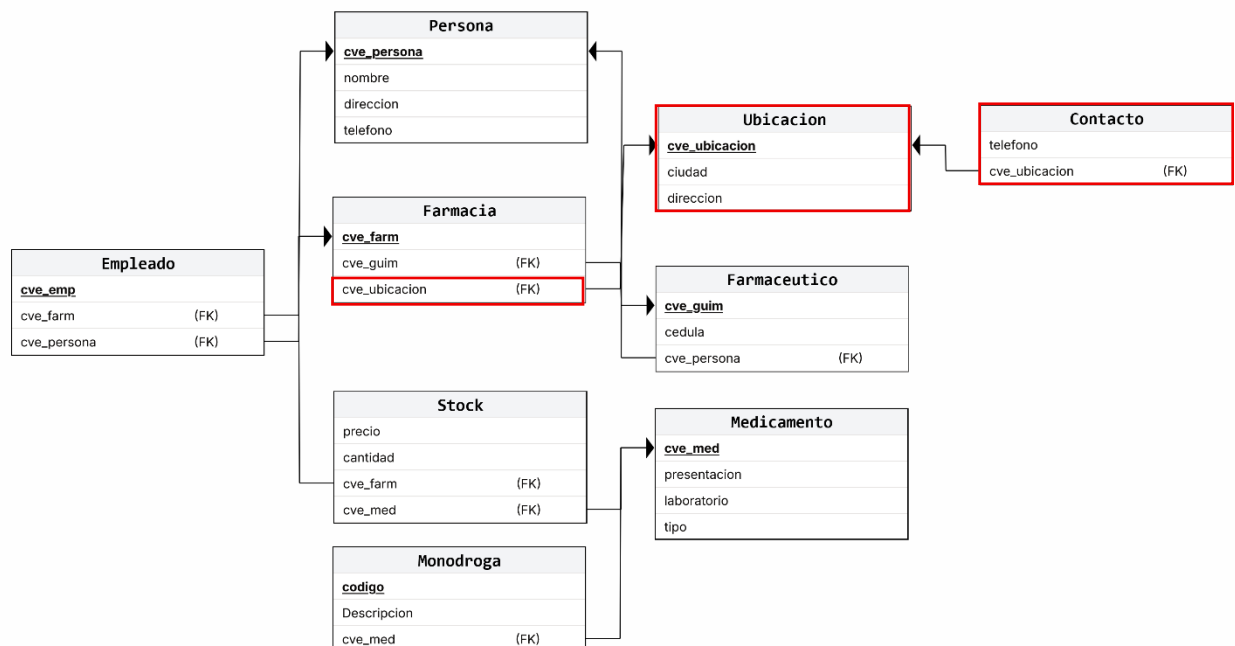 Persona
cve_persona
nombre
direccion
telefono
Ubicacion
cve_ubicacion
ciudad
direccion
Contacto
telefono
cve_ubicacion (FK)
Farmacia
cve_farm
cve_guim (FK)
cve_ubicacion (FK)
Empleado
cve_emp
cve_farm (FK)
cve_persona (FK)
Farmaceutico
cve_guim
cedula
cve_persona (FK)
Stock
precio
cantidad
cve_farm (FK)
cve_med (FK)
Medicamento
cve_med
presentacion
laboratorio
tipo
Monodroga
codigo
Descripcion
cve_med (FK)